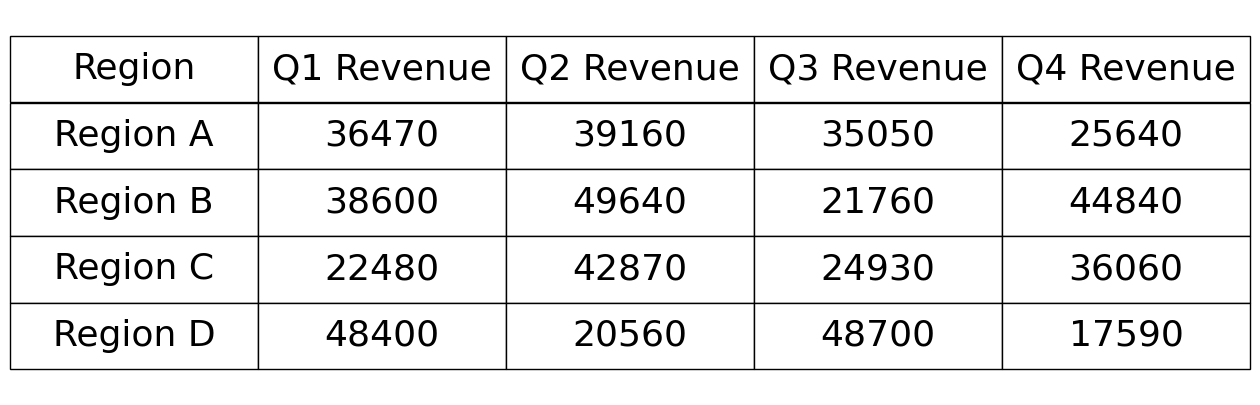 Region Q1 Revenue Q2 Revenue Q3 Revenue Q4 Revenue
Region A 36470 39160 35050 25640
Region B 38600 49640 21760 44840
Region C 22480 42870 24930 36060
Region D 48400 20560 48700 17590